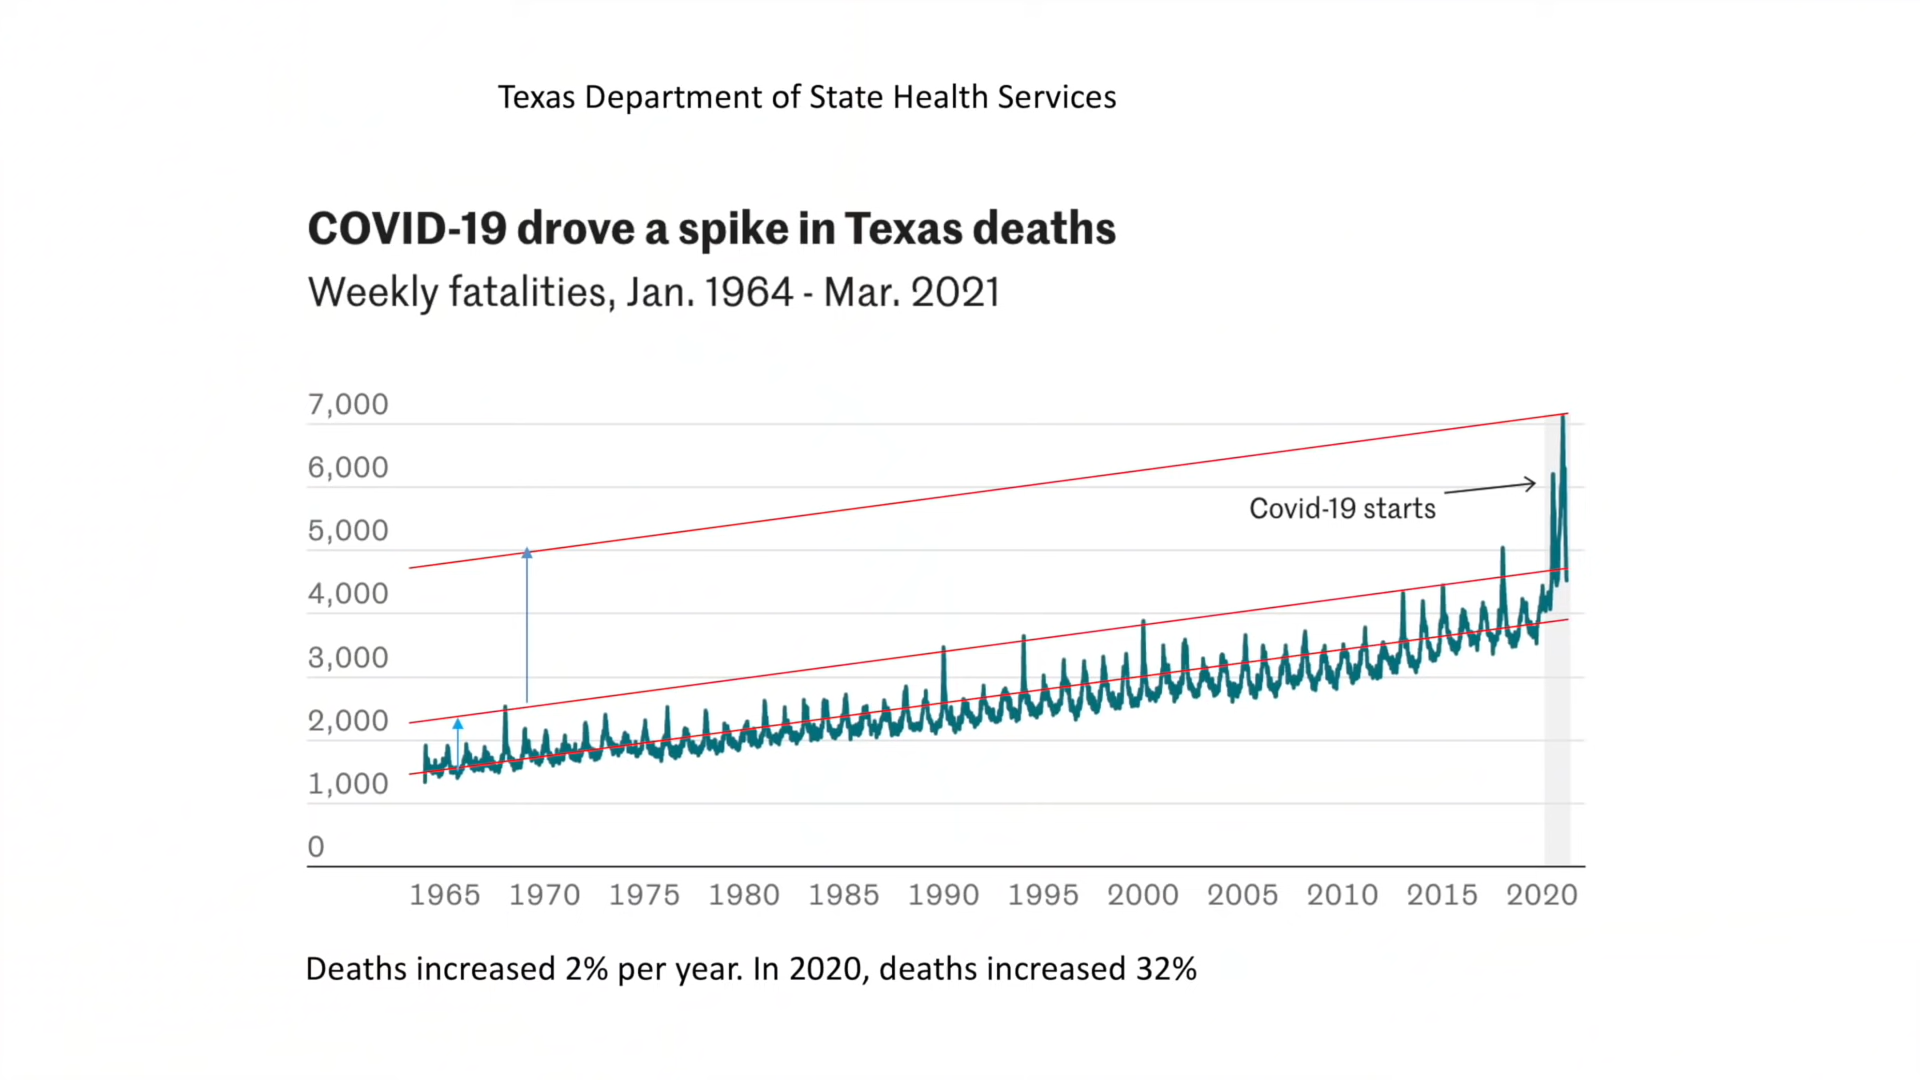 Texas Department of State Health Services
COVID-19 drove a spike in Texas deaths
Weekly fatalities, Jan. 1964 - Mar. 2021
7,000
6,000
Covid-19 starts
5,000
4,000
3,000
2,000
1,000
0
1965 1970 1975 1980 1985 1990 1995 2000 2005 2010 2015 2020
Deaths increased 2% per year. In 2020, deaths increased 32%